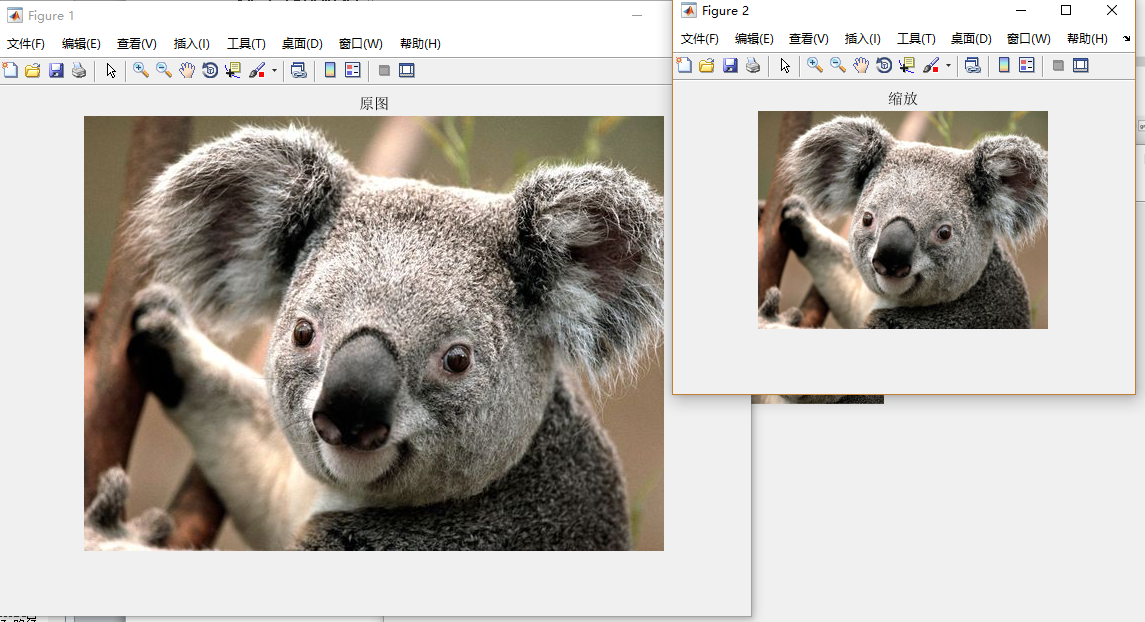 Figure 1
文件(F) 编辑(E) 查看(V) 插入(I) 工具(T) 桌面(D) 窗口(W) 帮助(H)
原图
Figure 2
文件(F) 编辑(E) 查看(V) 插入(I) 工具(T) 桌面(D) 窗口(W) 帮助(H)
缩放